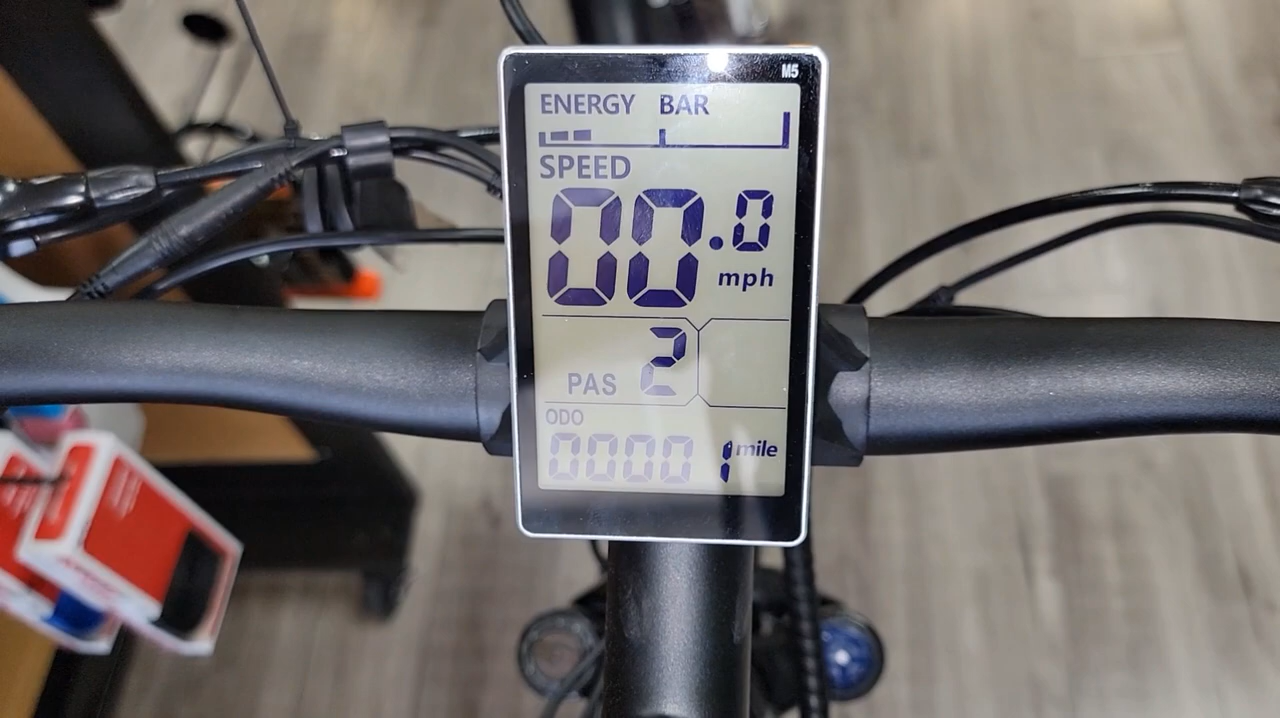 M5
ENERGY BAR
SPEED
00.0
mph
PAS 2
ODO
00001 mile